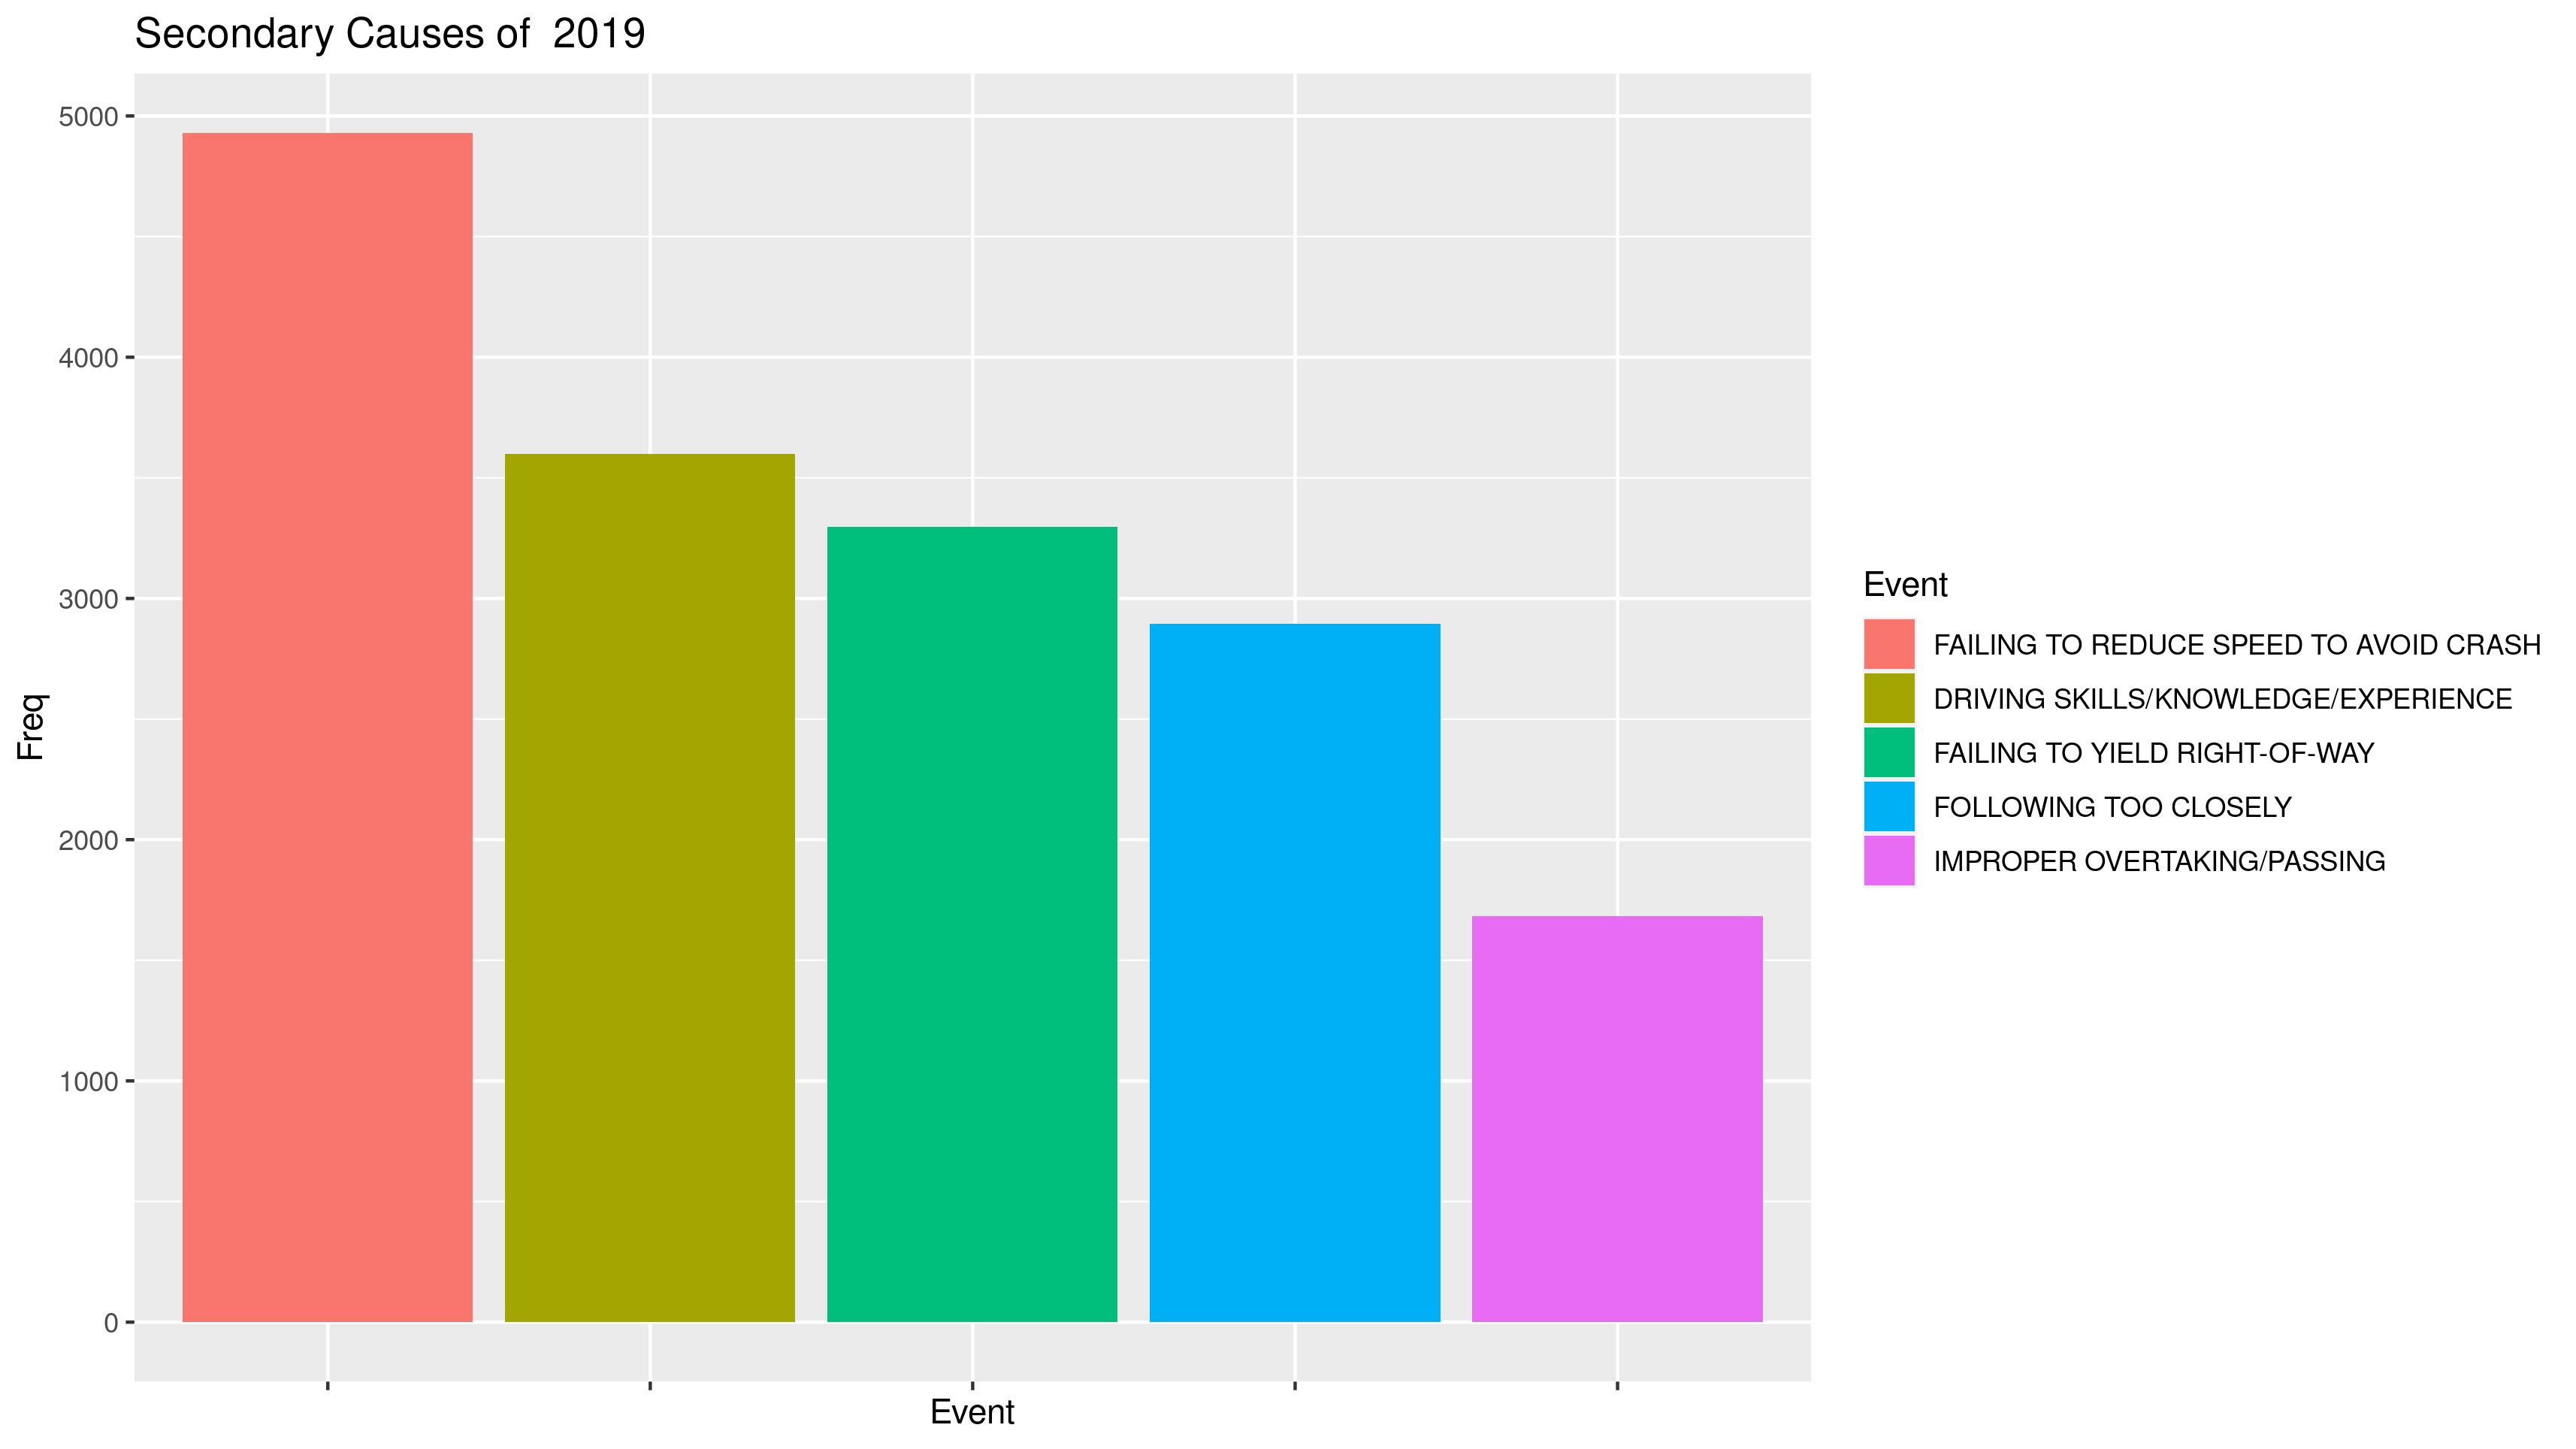 Secondary Causes of  2019
5000
4000
3000
2000
1000
0
Freq
Event
Event
FAILING TO REDUCE SPEED TO AVOID CRASH
DRIVING SKILLS/KNOWLEDGE/EXPERIENCE
FAILING TO YIELD RIGHT-OF-WAY
FOLLOWING TOO CLOSELY
IMPROPER OVERTAKING/PASSING